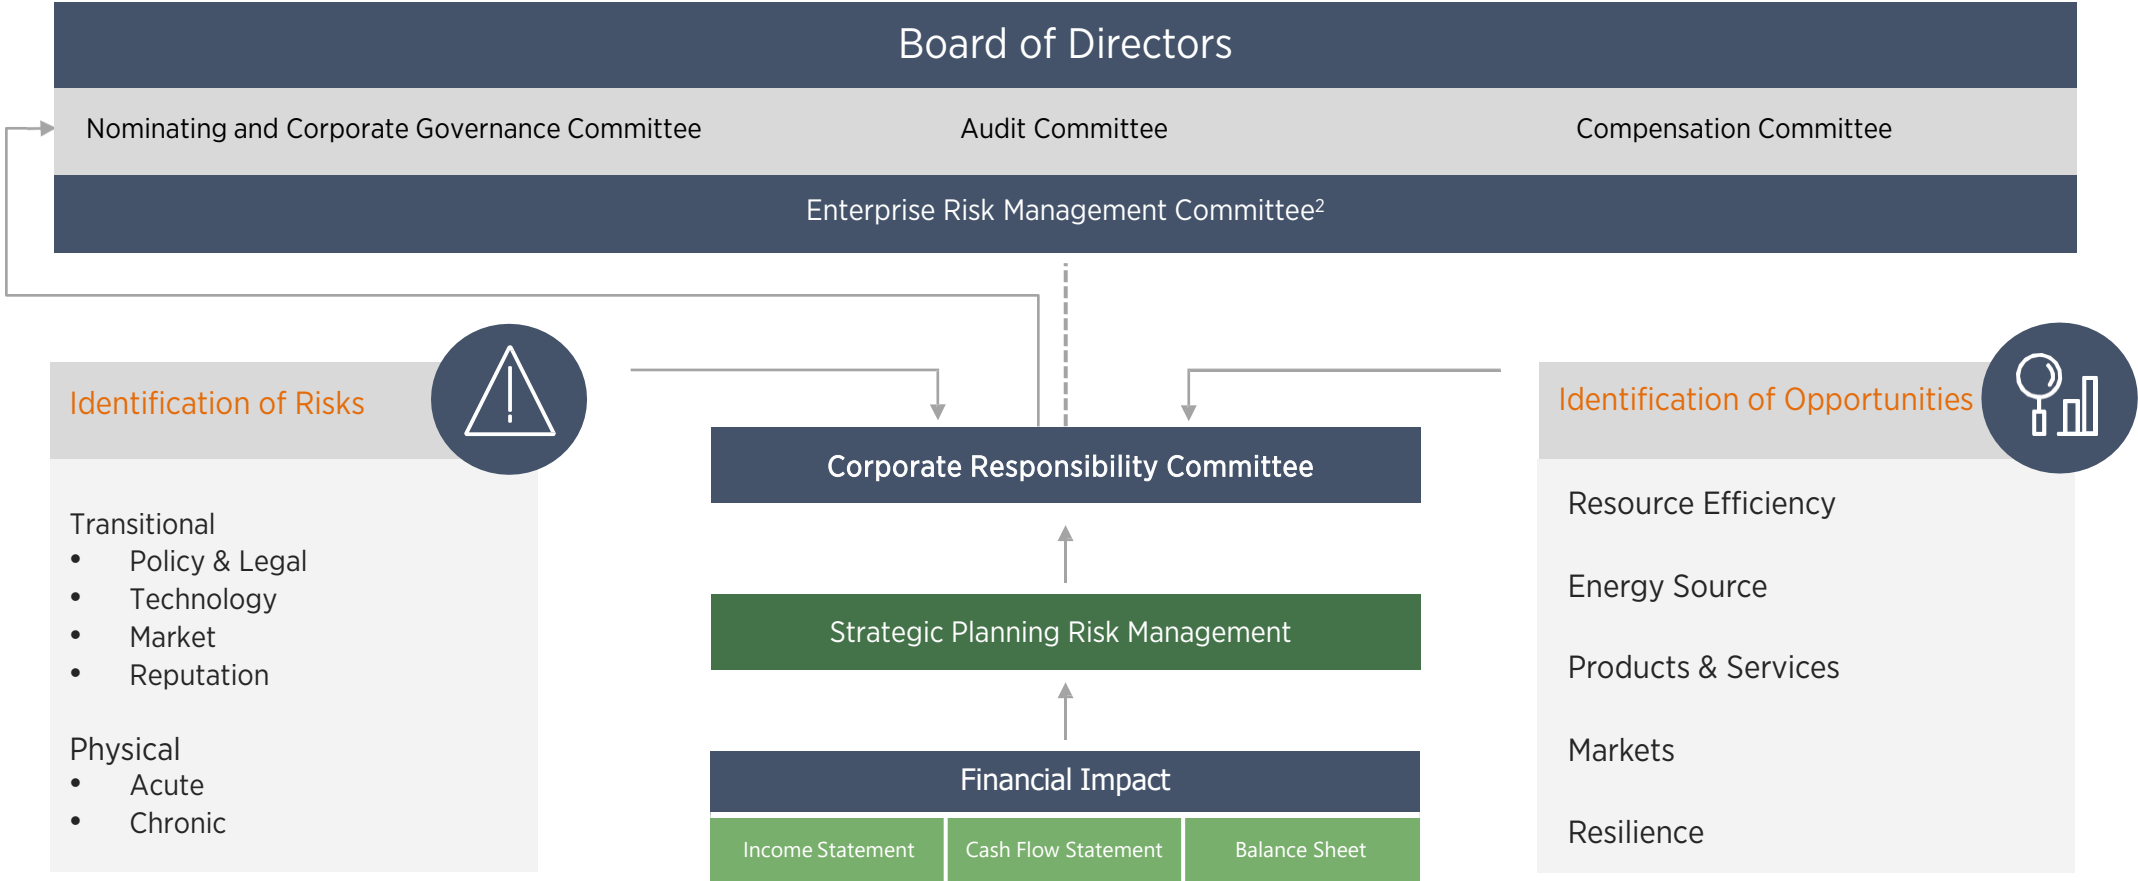 Board of Directors
Nominating and Corporate Governance Committee
Audit Committee
Compensation Committee
Enterprise Risk Management Committee²
Identification of Risks
Transitional
• Policy & Legal
• Technology
• Market
• Reputation
Physical
• Acute
• Chronic
Corporate Responsibility Committee
Strategic Planning Risk Management
Financial Impact
Income Statement
Cash Flow Statement
Balance Sheet
Identification of Opportunities
Resource Efficiency
Energy Source
Products & Services
Markets
Resilience